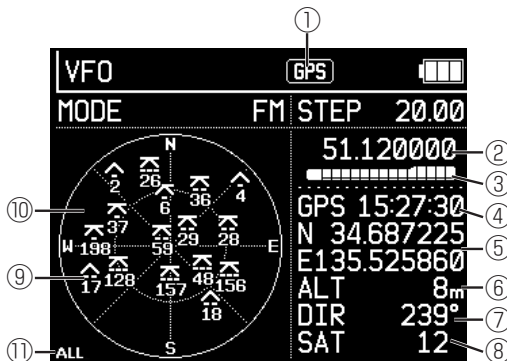 ①
VFO GPS
MODE FM STEP 20.00
51.120000 ②
③
GPS 15:27:30 ④
N 34.687225
E135.525860 ⑤
ALT 8m ⑥
DIR 239° ⑦
SAT 12 ⑧
⑩
⑨
⑪ ALL
N
2 26 36 4
6
37 29 28
W 198 59 E
17 128 157 48 156
18
S